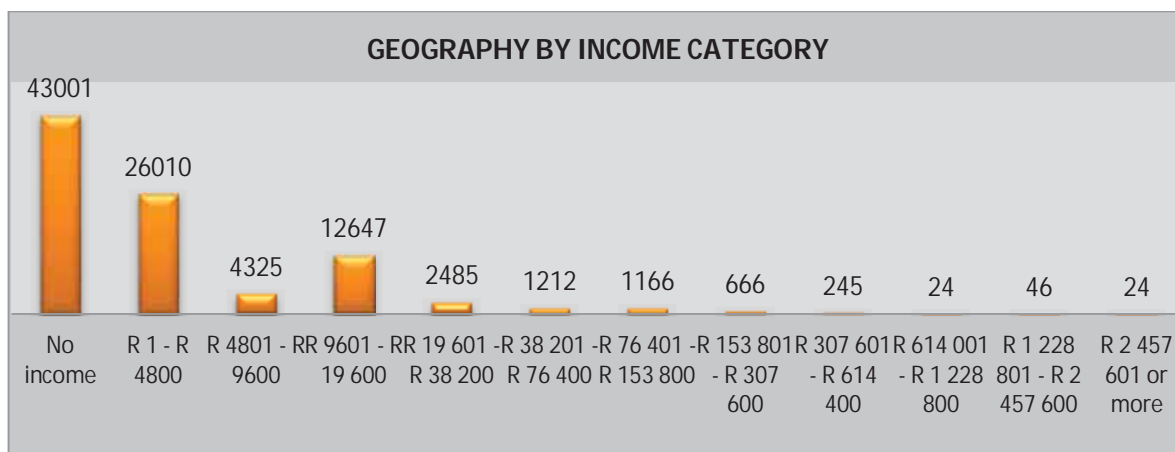 GEOGRAPHY BY INCOME CATEGORY
43001
26010
4325
12647
2485
1212
1166
666
245
24
46
24
No
income
R 1 - R
4800
R 4801 - R
9600
R 9601 - R
19 600
R 19 601 -
R 38 200
R 38 201 -
R 76 400
R 76 401 -
R 153 800
R 153 801
- R 307
600
R 307 601
- R 614
400
R 614 001
- R 1 228
800
R 1 228
801 - R 2
457 600
R 2 457
601 or
more